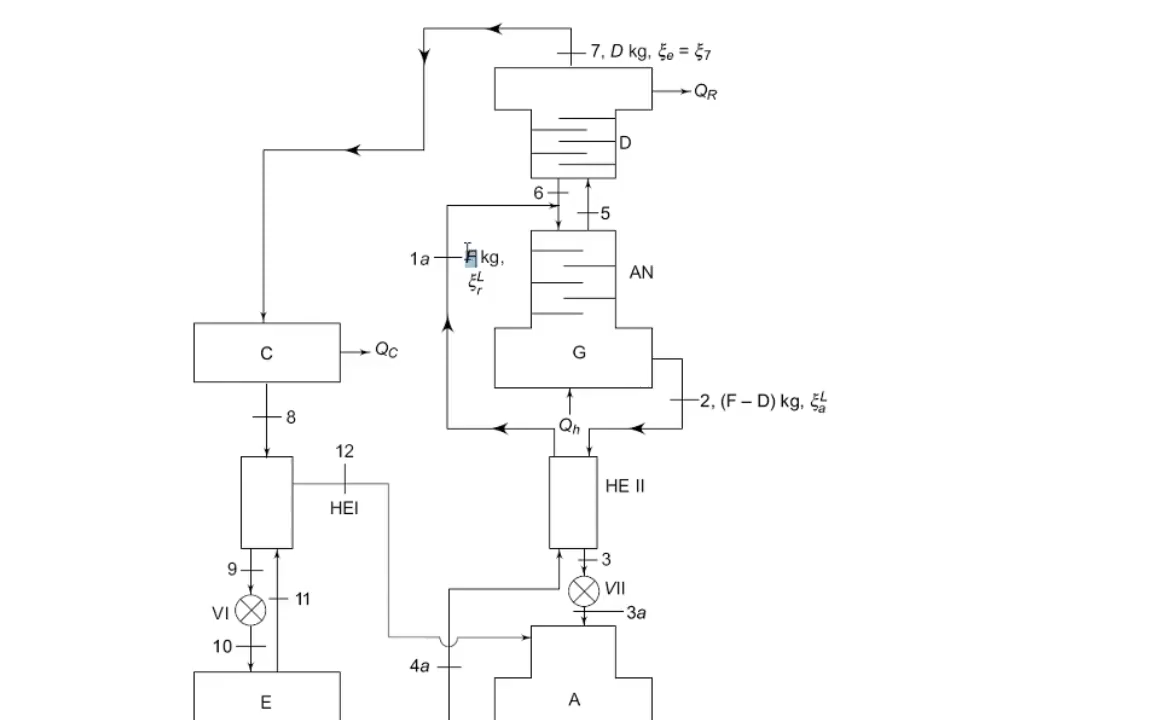 7, D kg, ξe = ξ7
QR
D
6
5
1a
F kg,
ξrL
AN
C
QC
G
2, (F – D) kg, ξaL
Qh
8
12
HEI
HE II
9
11
3
VI
VII
3a
10
4a
E
A